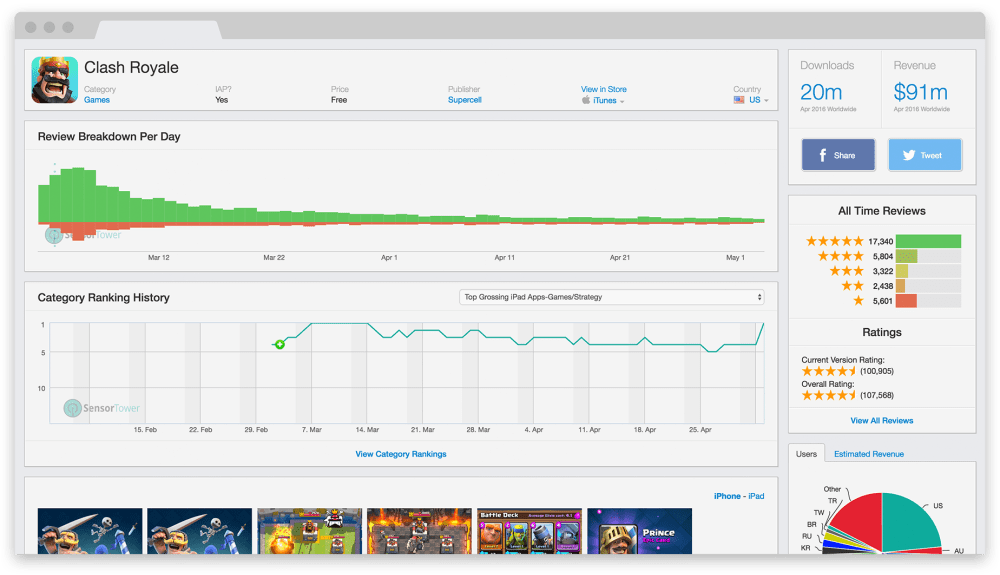 Clash Royale
Category
Games
IAP?
Yes
Price
Free
Publisher
Supercell
View in Store
iTunes
Country
US
Downloads
20m
Apr 2016 Worldwide
Revenue
$91m
Apr 2016 Worldwide
Share
Tweet
Review Breakdown Per Day
SensorTower
Mar 12
Mar 22
Apr 1
Apr 11
Apr 21
May 1
All Time Reviews
17,340
5,804
3,322
2,438
5,601
Ratings
Current Version Rating:
(100,905)
Overall Rating:
(107,568)
View All Reviews
Category Ranking History
Top Grossing iPad Apps-Games/Strategy
1
5
10
SensorTower
15. Feb
22. Feb
29. Feb
7. Mar
14. Mar
21. Mar
28. Mar
4. Apr
11. Apr
18. Apr
25. Apr
View Category Rankings
Users
Estimated Revenue
Other
TR
TW
BR
RU
KR
US
AU
iPhone - iPad
Battle Deck
Prince